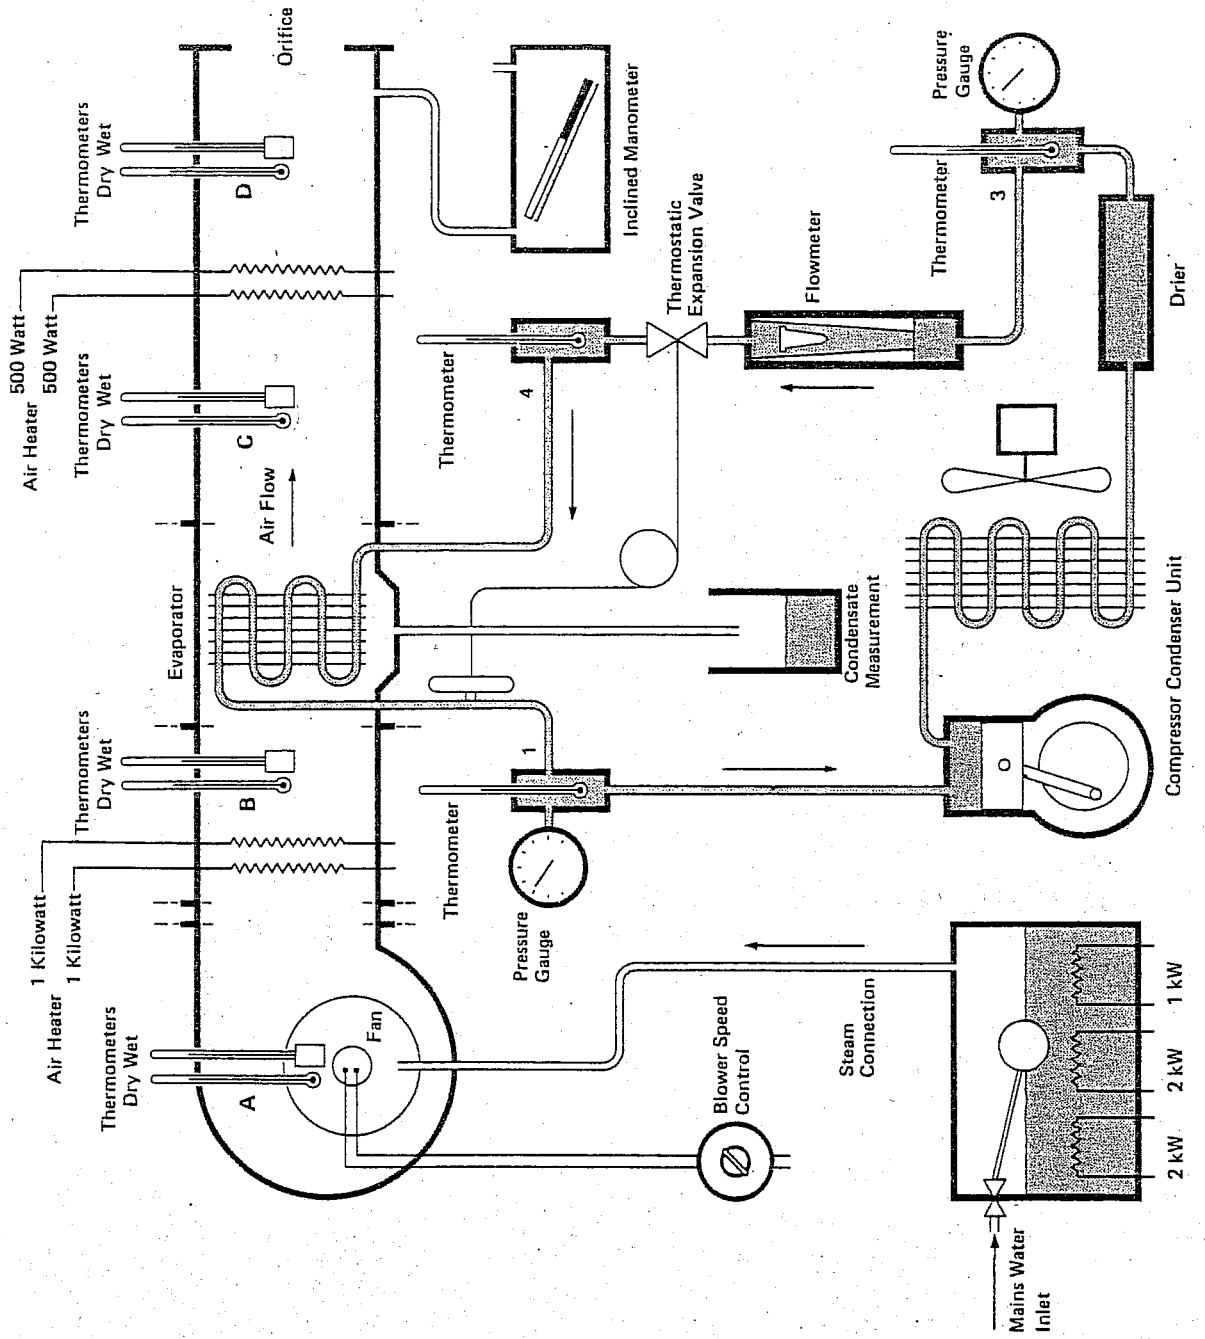 Orifice
Thermometers
Dry Wet
D
500 Watt
500 Watt
Air Heater
Thermometers
Dry Wet
C
Air Flow
Evaporator
Thermometers
Dry Wet
B
1 Kilowatt
1 Kilowatt
Air Heater
Thermometers
Dry Wet
A
Fan
Inclined Manometer
Thermostatic
Expansion Valve
Thermometer
4
Flowmeter
Pressure
Gauge
Thermometer
3
Drier
Condensate
Measurement
1
Thermometer
Pressure
Gauge
Compressor Condenser Unit
Steam
Connection
Blower Speed
Control
1 kW
2 kW
2 kW
Mains Water
Inlet